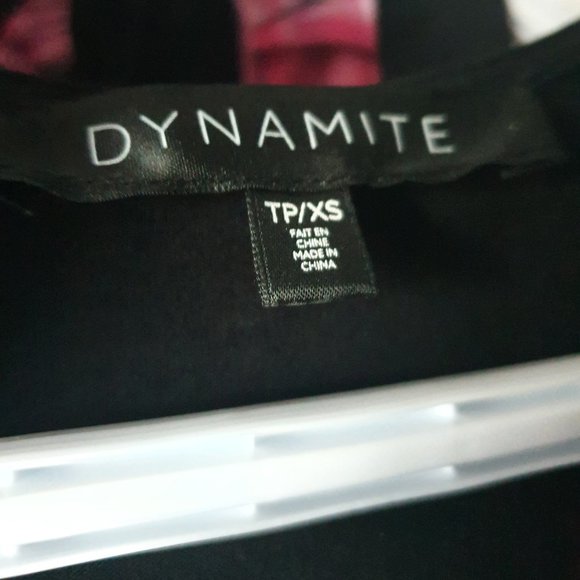 DYNAMITE
TP/XS
FAIT EN
CHINE
MADE IN
CHINA